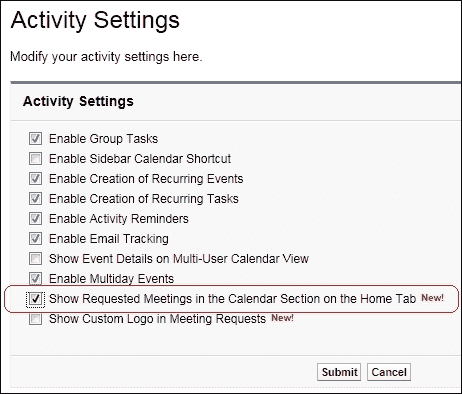 Activity Settings
Modify your activity settings here.
Activity Settings
Enable Group Tasks
Enable Sidebar Calendar Shortcut
Enable Creation of Recurring Events
Enable Creation of Recurring Tasks
Enable Activity Reminders
Enable Email Tracking
Show Event Details on Multi-User Calendar View
Enable Multiday Events
Show Requested Meetings in the Calendar Section on the Home Tab New!
Show Custom Logo in Meeting Requests New!
Submit Cancel